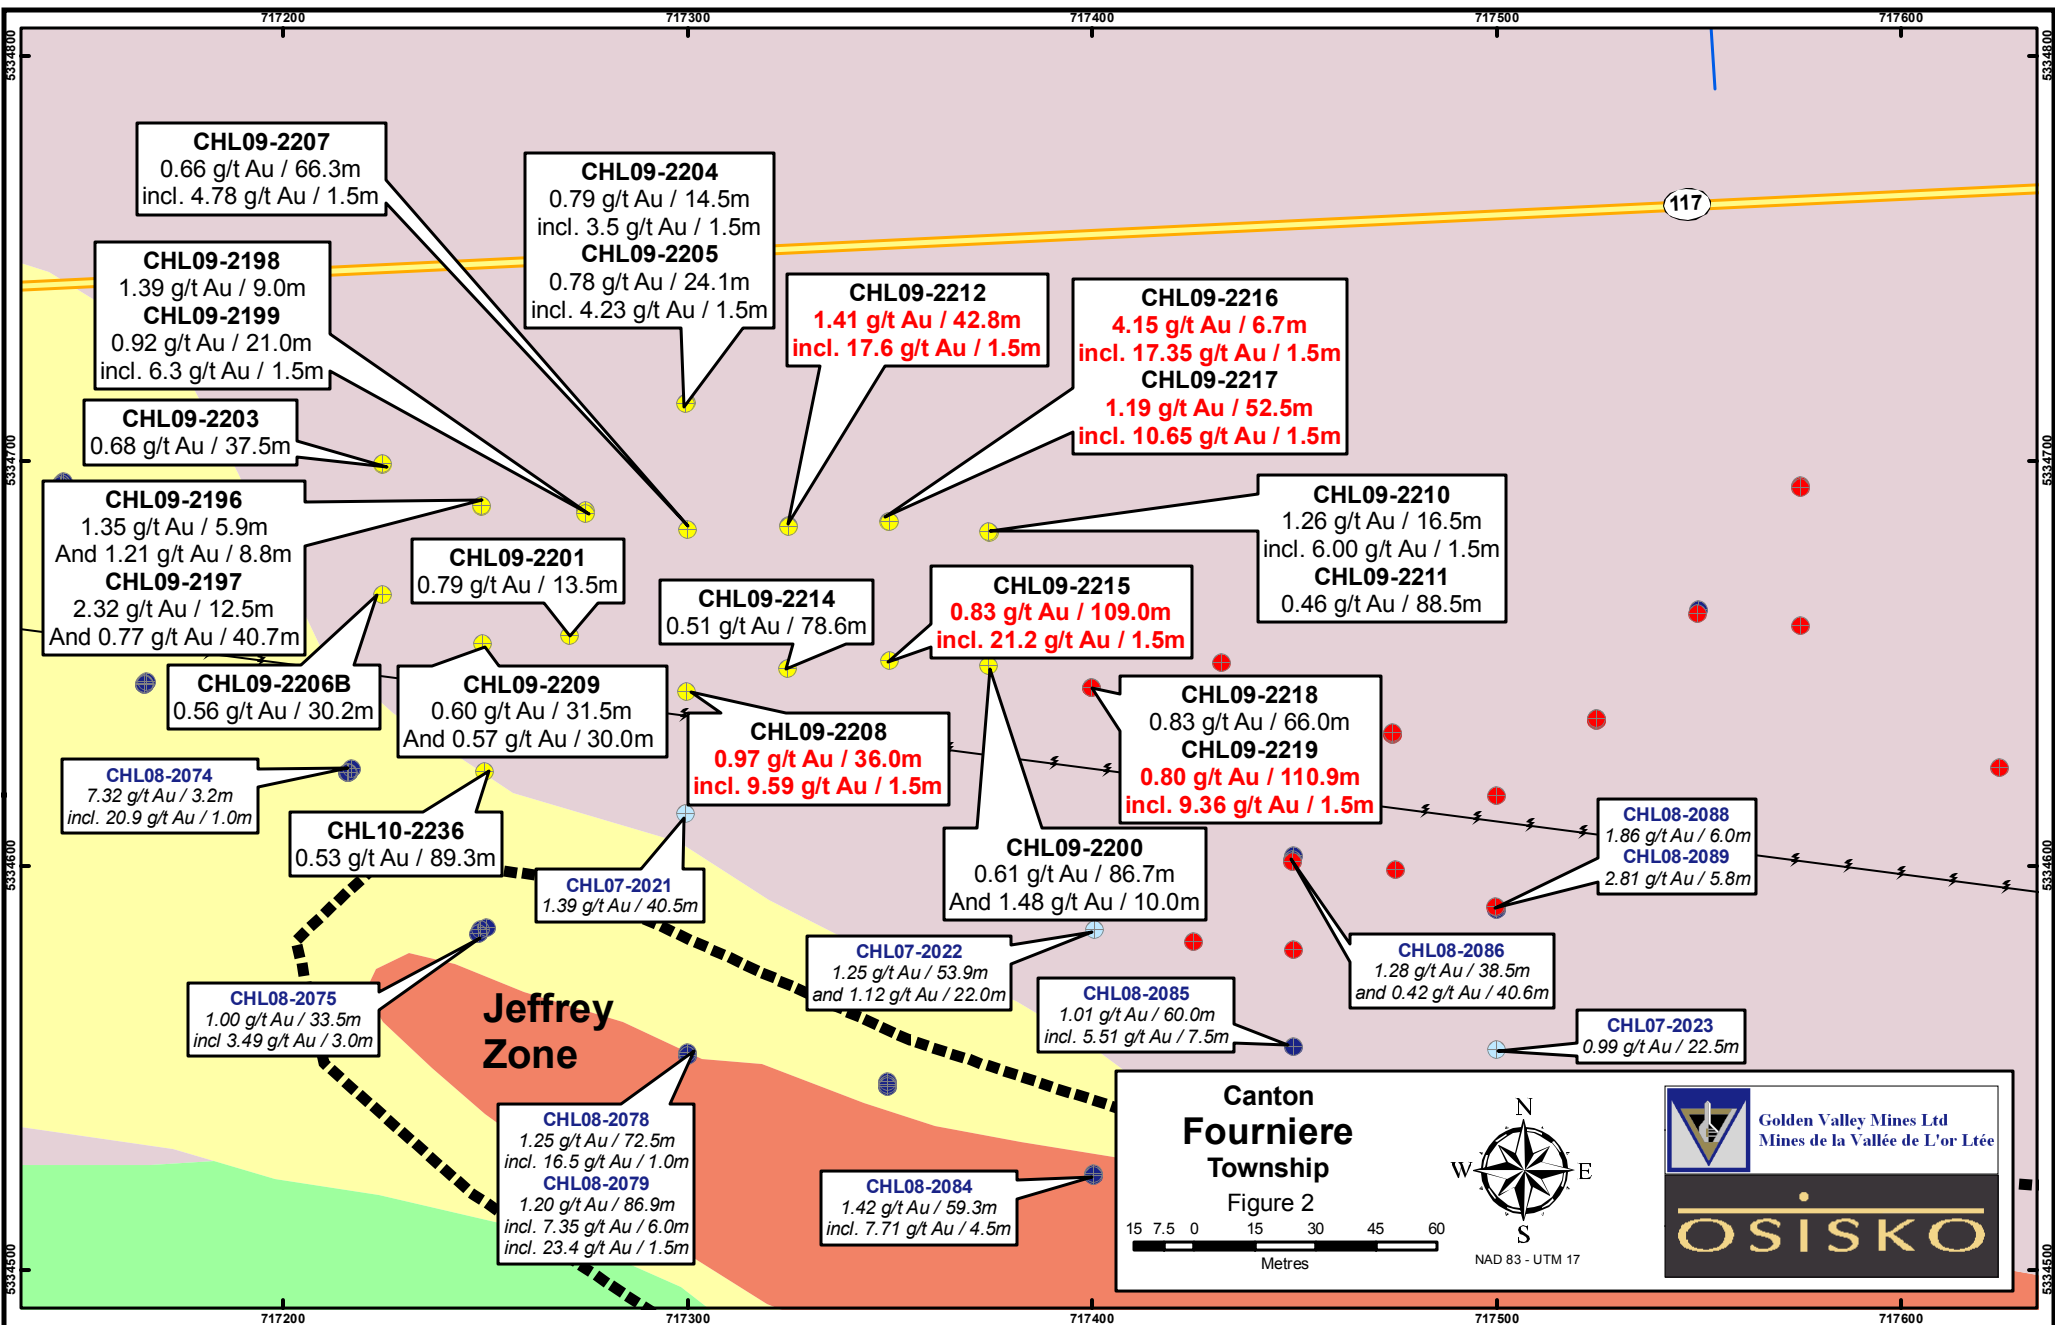 717200
717300
717400
717500
717600
5334800
5334800
117
CHL09-2207
0.66 g/t Au / 66.3m
incl. 4.78 g/t Au / 1.5m
CHL09-2204
0.79 g/t Au / 14.5m
incl. 3.5 g/t Au / 1.5m
CHL09-2205
0.78 g/t Au / 24.1m
incl. 4.23 g/t Au / 1.5m
CHL09-2198
1.39 g/t Au / 9.0m
CHL09-2199
0.92 g/t Au / 21.0m
incl. 6.3 g/t Au / 1.5m
CHL09-2212
1.41 g/t Au / 42.8m
incl. 17.6 g/t Au / 1.5m
CHL09-2216
4.15 g/t Au / 6.7m
incl. 17.35 g/t Au / 1.5m
CHL09-2217
1.19 g/t Au / 52.5m
incl. 10.65 g/t Au / 1.5m
CHL09-2203
0.68 g/t Au / 37.5m
5334700
5334700
CHL09-2196
1.35 g/t Au / 5.9m
And 1.21 g/t Au / 8.8m
CHL09-2197
2.32 g/t Au / 12.5m
And 0.77 g/t Au / 40.7m
CHL09-2201
0.79 g/t Au / 13.5m
CHL09-2214
0.51 g/t Au / 78.6m
CHL09-2215
0.83 g/t Au / 109.0m
incl. 21.2 g/t Au / 1.5m
CHL09-2210
1.26 g/t Au / 16.5m
incl. 6.00 g/t Au / 1.5m
CHL09-2211
0.46 g/t Au / 88.5m
CHL09-2206B
0.56 g/t Au / 30.2m
CHL09-2209
0.60 g/t Au / 31.5m
And 0.57 g/t Au / 30.0m
CHL09-2208
0.97 g/t Au / 36.0m
incl. 9.59 g/t Au / 1.5m
CHL09-2218
0.83 g/t Au / 66.0m
CHL09-2219
0.80 g/t Au / 110.9m
incl. 9.36 g/t Au / 1.5m
CHL08-2074
7.32 g/t Au / 3.2m
incl. 20.9 g/t Au / 1.0m
CHL10-2236
0.53 g/t Au / 89.3m
CHL07-2021
1.39 g/t Au / 40.5m
CHL09-2200
0.61 g/t Au / 86.7m
And 1.48 g/t Au / 10.0m
CHL08-2088
1.86 g/t Au / 6.0m
CHL08-2089
2.81 g/t Au / 5.8m
5334600
5334600
CHL07-2022
1.25 g/t Au / 53.9m
and 1.12 g/t Au / 22.0m
CHL08-2086
1.28 g/t Au / 38.5m
and 0.42 g/t Au / 40.6m
CHL08-2075
1.00 g/t Au / 33.5m
incl 3.49 g/t Au / 3.0m
Jeffrey
Zone
CHL08-2085
1.01 g/t Au / 60.0m
incl. 5.51 g/t Au / 7.5m
CHL07-2023
0.99 g/t Au / 22.5m
CHL08-2078
1.25 g/t Au / 72.5m
incl. 16.5 g/t Au / 1.0m
CHL08-2079
1.20 g/t Au / 86.9m
incl. 7.35 g/t Au / 6.0m
incl. 23.4 g/t Au / 1.5m
CHL08-2084
1.42 g/t Au / 59.3m
incl. 7.71 g/t Au / 4.5m
Canton
Fourniere
Township
Figure 2
15 7.5 0 15 30 45 60
Metres
N
W E
S
NAD 83 - UTM 17
Golden Valley Mines Ltd
Mines de la Vallée de L'or Ltée
OSISKO
5334500
5334500
717200
717300
717400
717500
717600